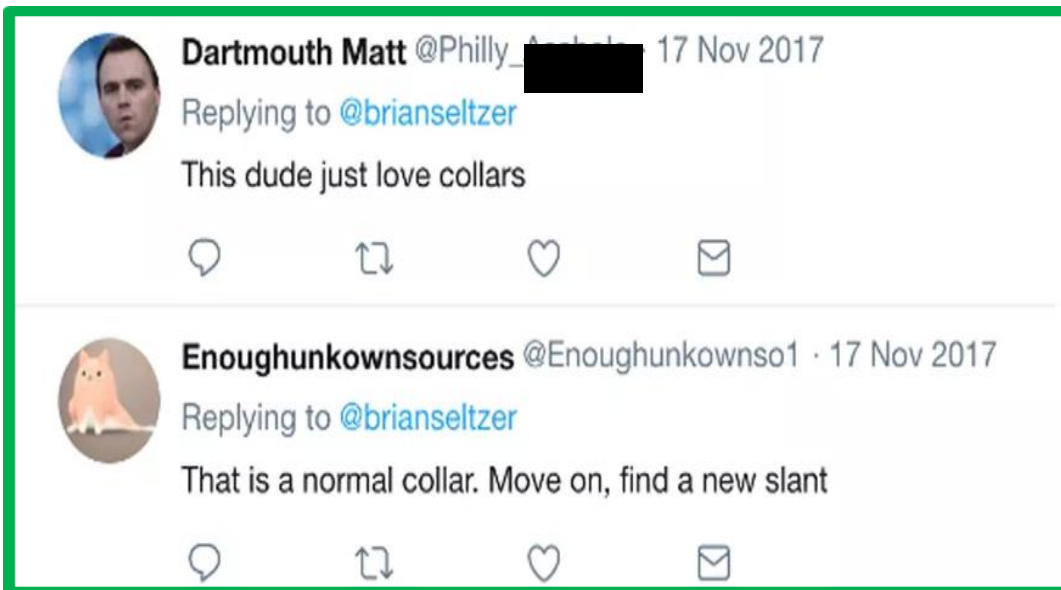 Dartmouth Matt @Philly_ · 17 Nov 2017
Replying to @brianseltzer
This dude just love collars
Enoughunkownsources @Enoughunkownso1 · 17 Nov 2017
Replying to @brianseltzer
That is a normal collar. Move on, find a new slant